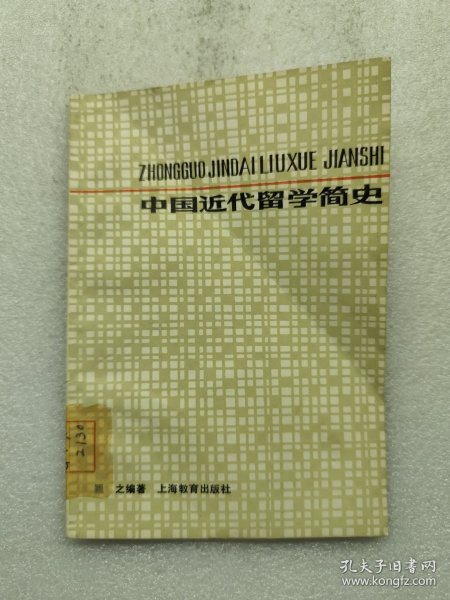 ZHONGGUO JINDAI LIUXUE JIANSHI
中国近代留学简史
2130
之编著 上海教育出版社
孔夫子旧书网
www.kongfz.com